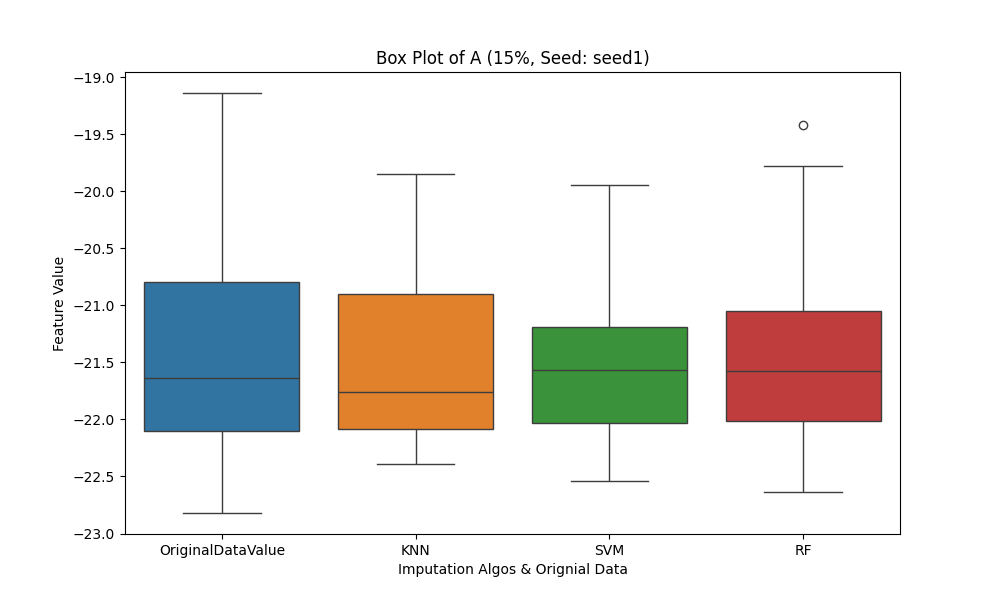 Box Plot of A (15%, Seed: seed1)
−19.0
−19.5
−20.0
−20.5
−21.0
−21.5
−22.0
−22.5
−23.0
Feature Value
OriginalDataValue KNN SVM RF
Imputation Algos & Orignial Data